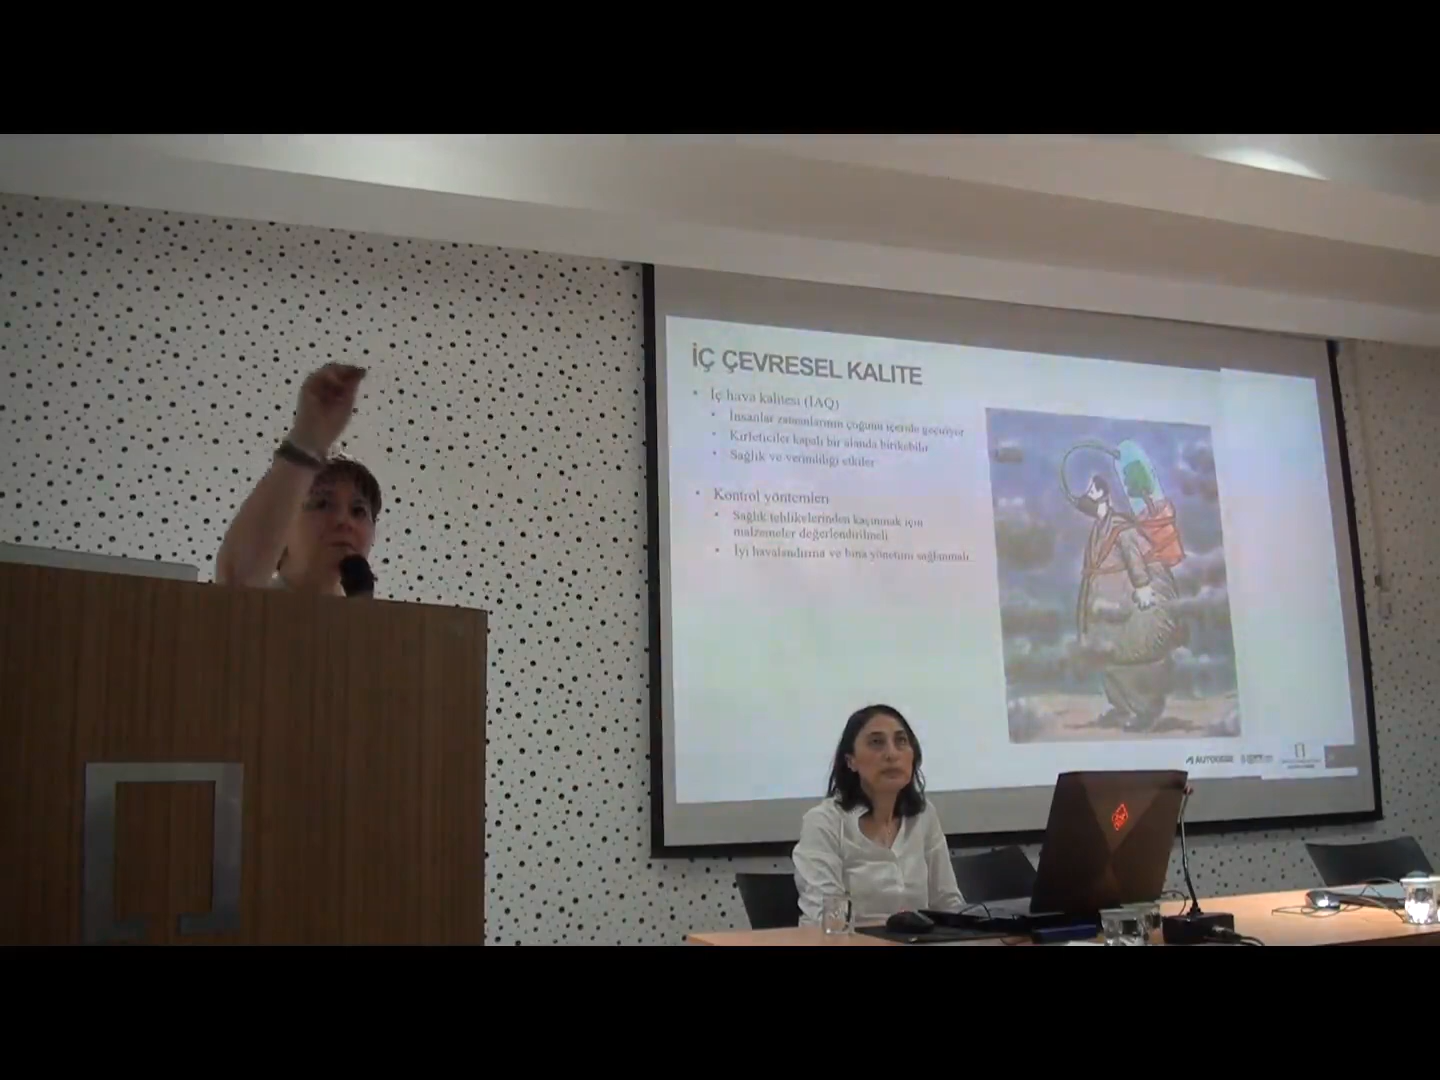 İÇ ÇEVRESEL KALITE
İç hava kalitesi (IAQ)
İnsanlar zamanlarının çoğunu içeride geçiriyor
Kirleticiler kapalı bir alanda birikebilir
Sağlık ve verimliliği etkiler
Kontrol yöntemleri
Sağlık tehlikelerinden kaçınmak için
malzemeler değerlendirilmeli
İyi havalandırma ve bina yönetimi sağlanmalı
AUTODESK